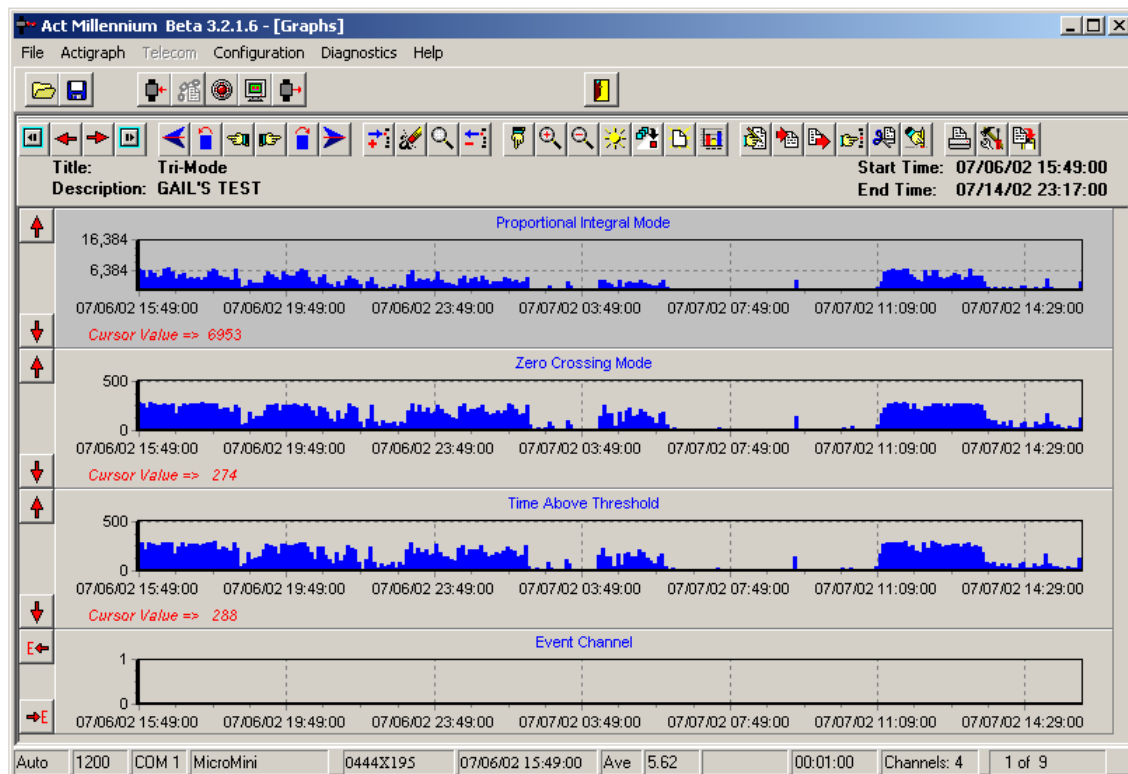 Act Millennium Beta 3.2.1.6 - [Graphs]
File Actigraph Telecom Configuration Diagnostics Help
Title: Tri-Mode
Start Time: 07/06/02 15:49:00
Description: GAIL'S TEST
End Time: 07/14/02 23:17:00
Proportional Integral Mode
16,384
6,384
07/06/02 15:49:00 07/06/02 19:49:00 07/06/02 23:49:00 07/07/02 03:49:00 07/07/02 07:49:00 07/07/02 11:09:00 07/07/02 14:29:00
Cursor Value => 6953
Zero Crossing Mode
500
0
07/06/02 15:49:00 07/06/02 19:49:00 07/06/02 23:49:00 07/07/02 03:49:00 07/07/02 07:49:00 07/07/02 11:09:00 07/07/02 14:29:00
Cursor Value => 274
Time Above Threshold
500
0
07/06/02 15:49:00 07/06/02 19:49:00 07/06/02 23:49:00 07/07/02 03:49:00 07/07/02 07:49:00 07/07/02 11:09:00 07/07/02 14:29:00
Cursor Value => 288
E
Event Channel
1
0
E
07/06/02 15:49:00 07/06/02 19:49:00 07/06/02 23:49:00 07/07/02 03:49:00 07/07/02 07:49:00 07/07/02 11:09:00 07/07/02 14:29:00
Auto 1200 COM 1 MicroMini 0444X195 07/06/02 15:49:00 Ave 5.62 00:01:00 Channels: 4 1 of 9